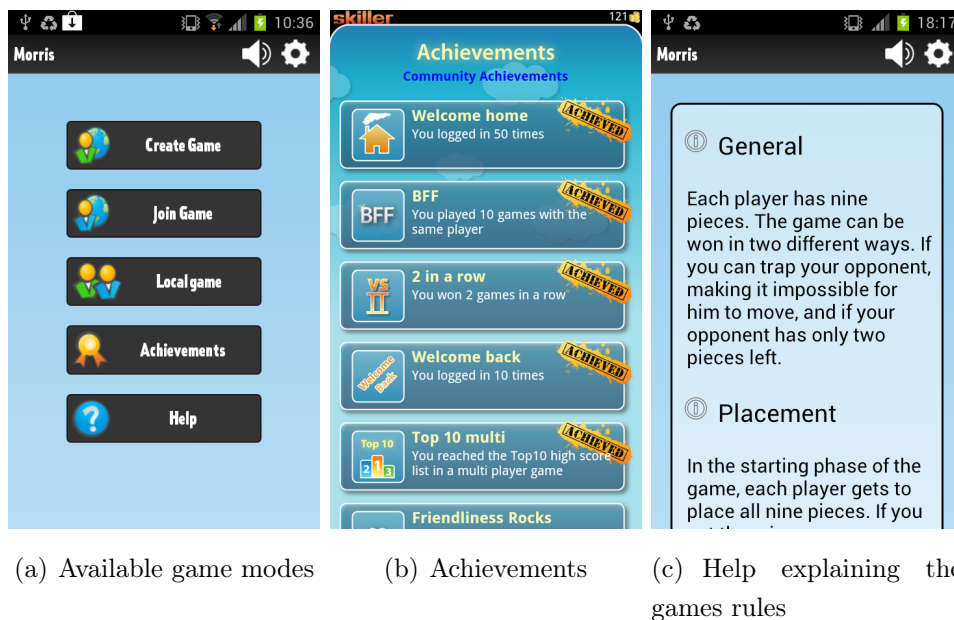 10:36
Morris
Create Game
Join Game
Local game
Achievements
Help
(a) Available game modes
skiller
121
Achievements
Community Achievements
Welcome home
You logged in 50 times
ACHIEVED
BFF
BFF
You played 10 games with the
same player
ACHIEVED
VS
2 in a row
You won 2 games in a row
ACHIEVED
Welcome
Back
Welcome back
You logged in 10 times
ACHIEVED
Top 10
2 1 3
Top 10 multi
You reached the Top10 high score
list in a multi player game
ACHIEVED
Friendliness Rocks
(b) Achievements
18:17
Morris
General
Each player has nine
pieces. The game can be
won in two different ways. If
you can trap your opponent,
making it impossible for
him to move, and if your
opponent has only two
pieces left.
Placement
In the starting phase of the
game, each player gets to
place all nine pieces. If you
(c) Help explaining the
games rules